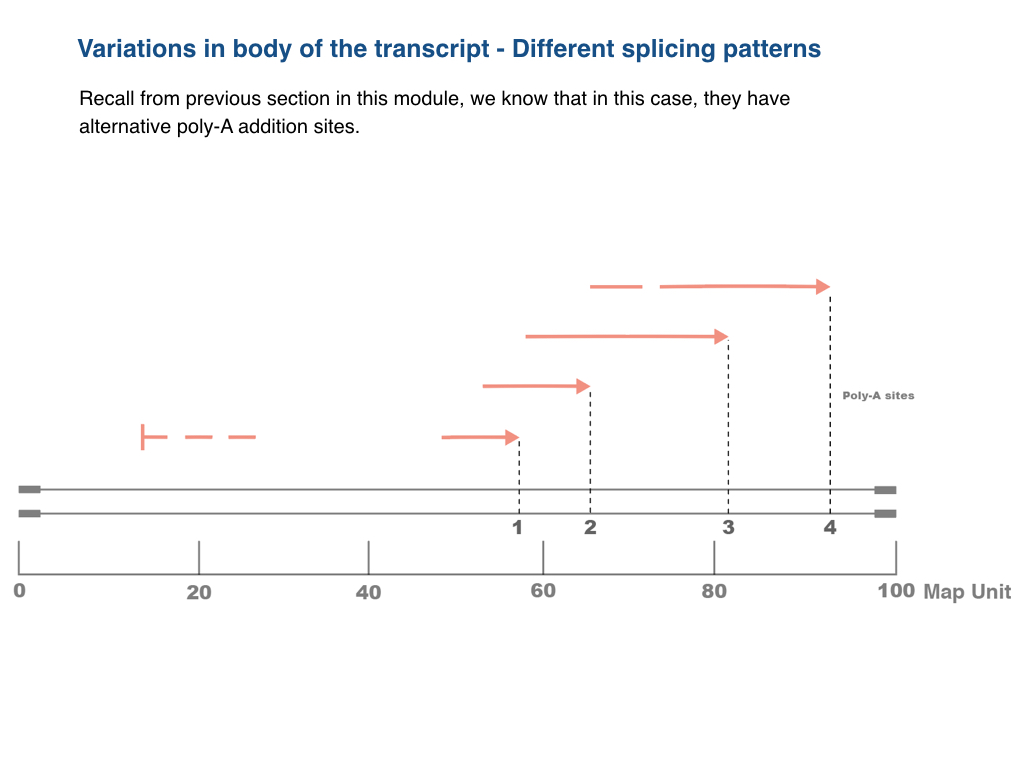 Variations in body of the transcript - Different splicing patterns
Recall from previous section in this module, we know that in this case, they have
alternative poly-A addition sites.
Poly-A sites
1 2 3 4
0 20 40 60 80 100 Map Unit